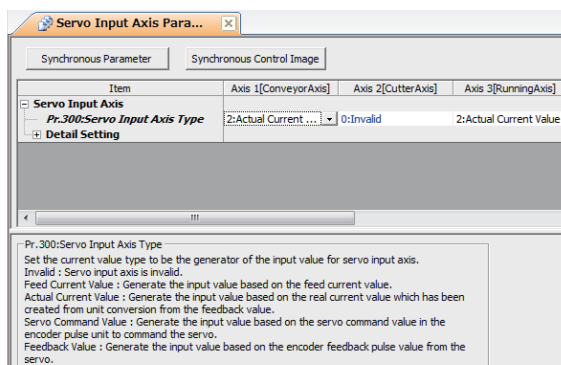 Servo Input Axis Para...
Synchronous Parameter Synchronous Control Image
Item Axis 1[ConveyorAxis] Axis 2[CutterAxis] Axis 3[RunningAxis]
Servo Input Axis
Pr.300:Servo Input Axis Type 2:Actual Current ... 0:Invalid 2:Actual Current Value
Detail Setting
Pr.300:Servo Input Axis Type
Set the current value type to be the generator of the input value for servo input axis.
Invalid : Servo input axis is invalid.
Feed Current Value : Generate the input value based on the feed current value.
Actual Current Value : Generate the input value based on the real current value which has been
created from unit conversion from the feedback value.
Servo Command Value : Generate the input value based on the servo command value in the
encoder pulse unit to command the servo.
Feedback Value : Generate the input value based on the encoder feedback pulse value from the
servo.